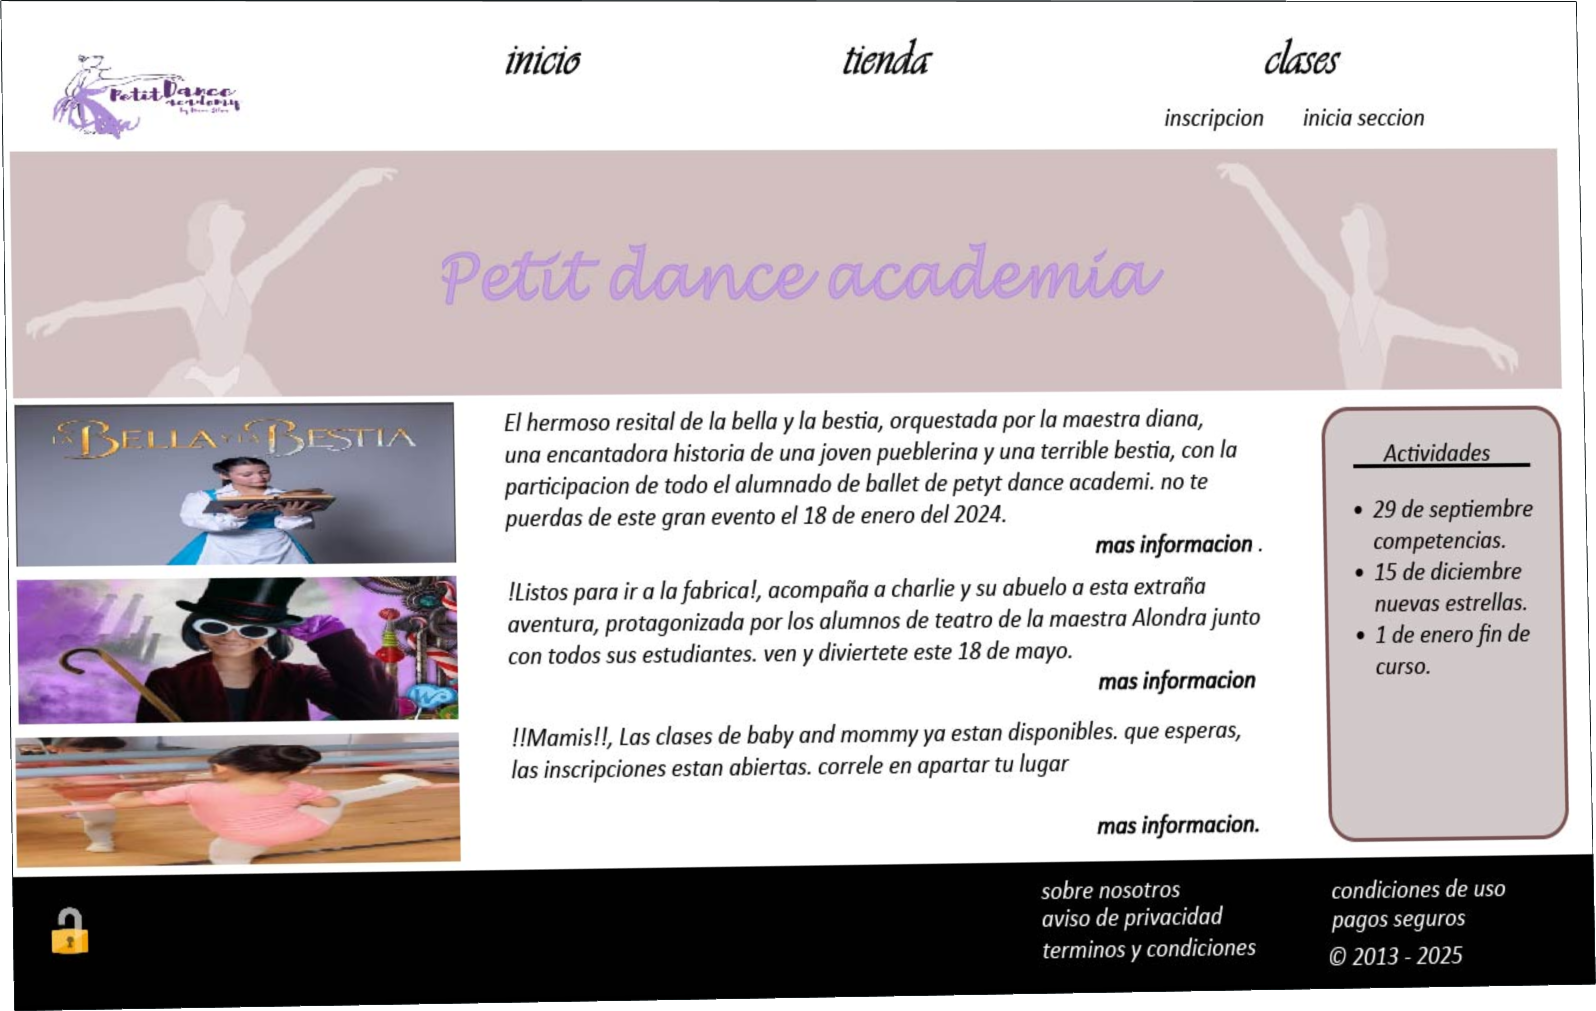 Petit Dance
academy
inicio
tienda
clases
inscripcion
inicia seccion
Petit dance academia
LA BELLA Y LA BESTIA
El hermoso resital de la bella y la bestia, orquestada por la maestra diana,
una encantadora historia de una joven pueblerina y una terrible bestia, con la
participacion de todo el alumnado de ballet de petyt dance academi. no te
puerdas de este gran evento el 18 de enero del 2024.
mas informacion .
!Listos para ir a la fabrica!, acompaña a charlie y su abuelo a esta extraña
aventura, protagonizada por los alumnos de teatro de la maestra Alondra junto
con todos sus estudiantes. ven y diviertete este 18 de mayo.
mas informacion
!!Mamis!!, Las clases de baby and mommy ya estan disponibles. que esperas,
las inscripciones estan abiertas. correle en apartar tu lugar
mas informacion.
Actividades
• 29 de septiembre
competencias.
• 15 de diciembre
nuevas estrellas.
• 1 de enero fin de
curso.
sobre nosotros
aviso de privacidad
terminos y condiciones
condiciones de uso
pagos seguros
© 2013 - 2025